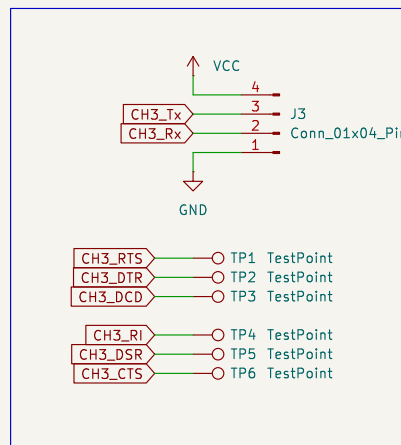 VCC
4
CH3_Tx 3 J3
CH3_Rx 2 Conn_01x04_Pin
1
GND
CH3_RTS TP1 TestPoint
CH3_DTR TP2 TestPoint
CH3_DCD TP3 TestPoint
CH3_RI TP4 TestPoint
CH3_DSR TP5 TestPoint
CH3_CTS TP6 TestPoint